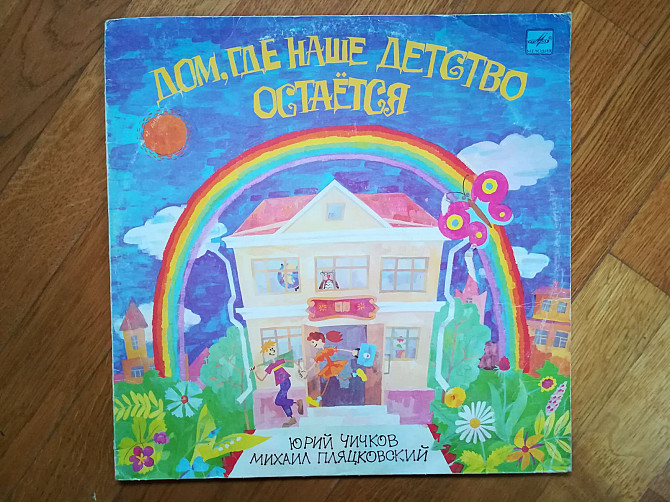 ДОМ, ГДЕ НАШЕ ДЕТСТВО
ОСТАЁТСЯ
ЮРИЙ ЧИЧКОВ
МИХАИЛ ПЛЯЦКОВСКИЙ